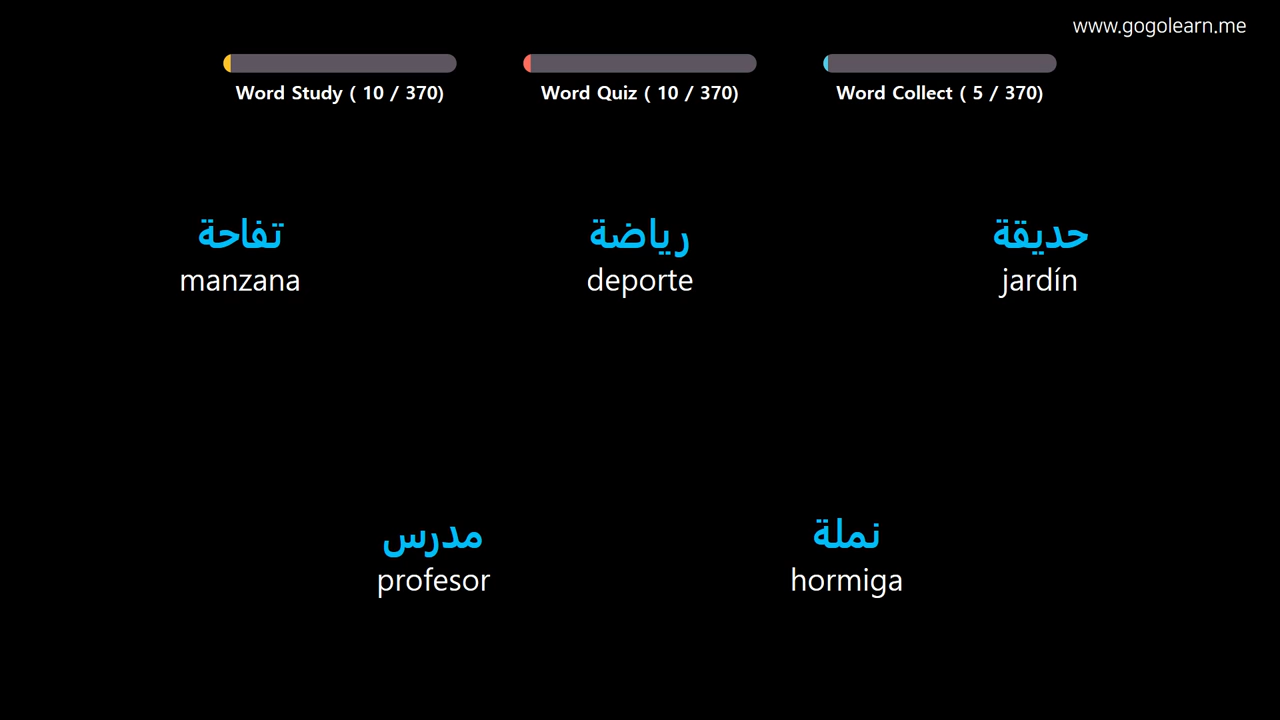 www.gogolearn.me
Word Study ( 10 / 370)
Word Quiz ( 10 / 370)
Word Collect ( 5 / 370)
تفاحة
manzana
رياضة
deporte
حديقة
jardín
مدرس
profesor
نملة
hormiga